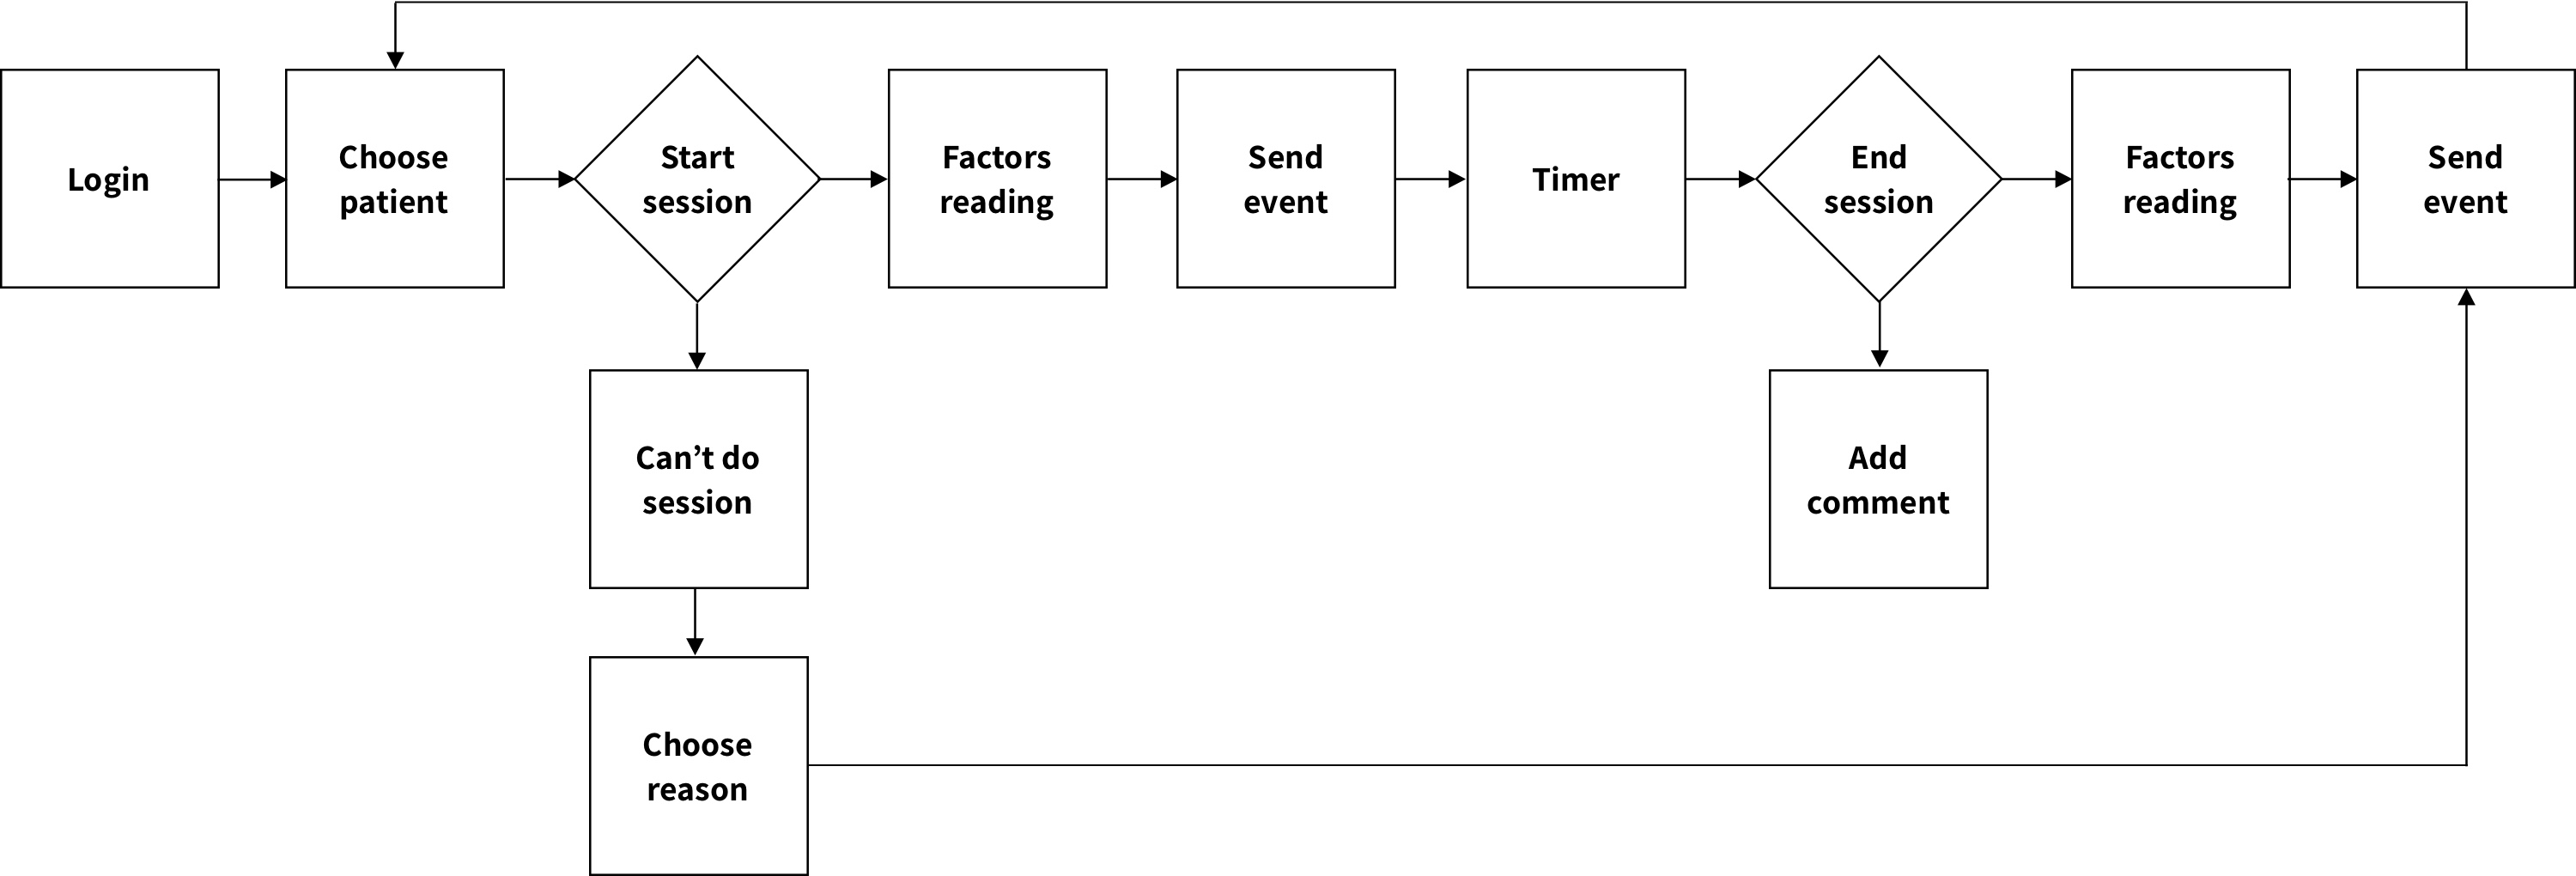 Login
Choose
patient
Start
session
Factors
reading
Send
event
Timer
End
session
Factors
reading
Send
event
Can’t do
session
Add
comment
Choose
reason